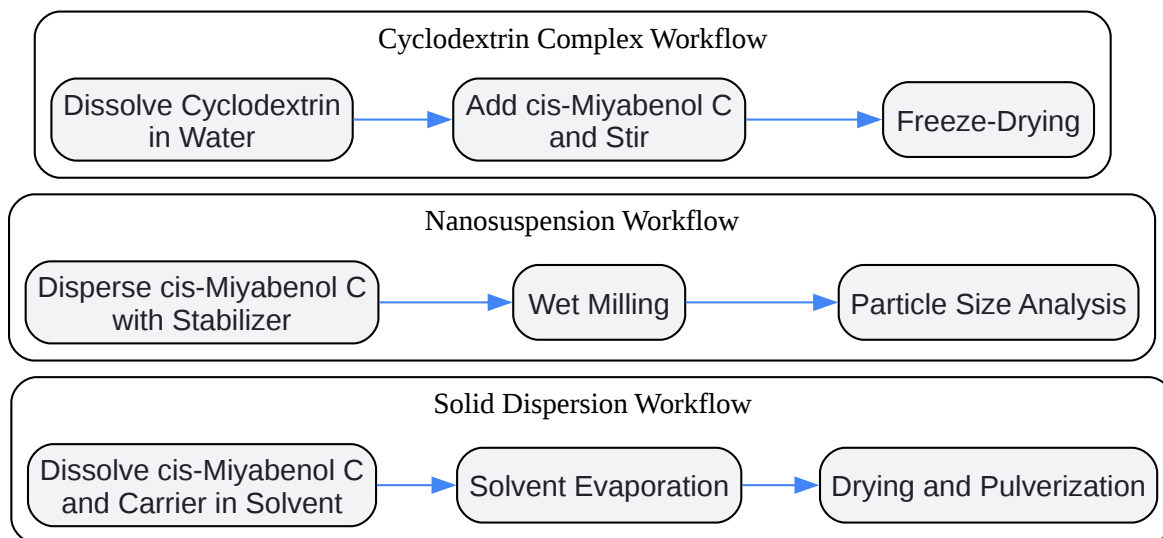 Cyclodextrin Complex Workflow
Dissolve Cyclodextrin
in Water
Add cis-Miyabenol C
and Stir
Freeze-Drying
Nanosuspension Workflow
Disperse cis-Miyabenol C
with Stabilizer
Wet Milling
Particle Size Analysis
Solid Dispersion Workflow
Dissolve cis-Miyabenol C
and Carrier in Solvent
Solvent Evaporation
Drying and Pulverization